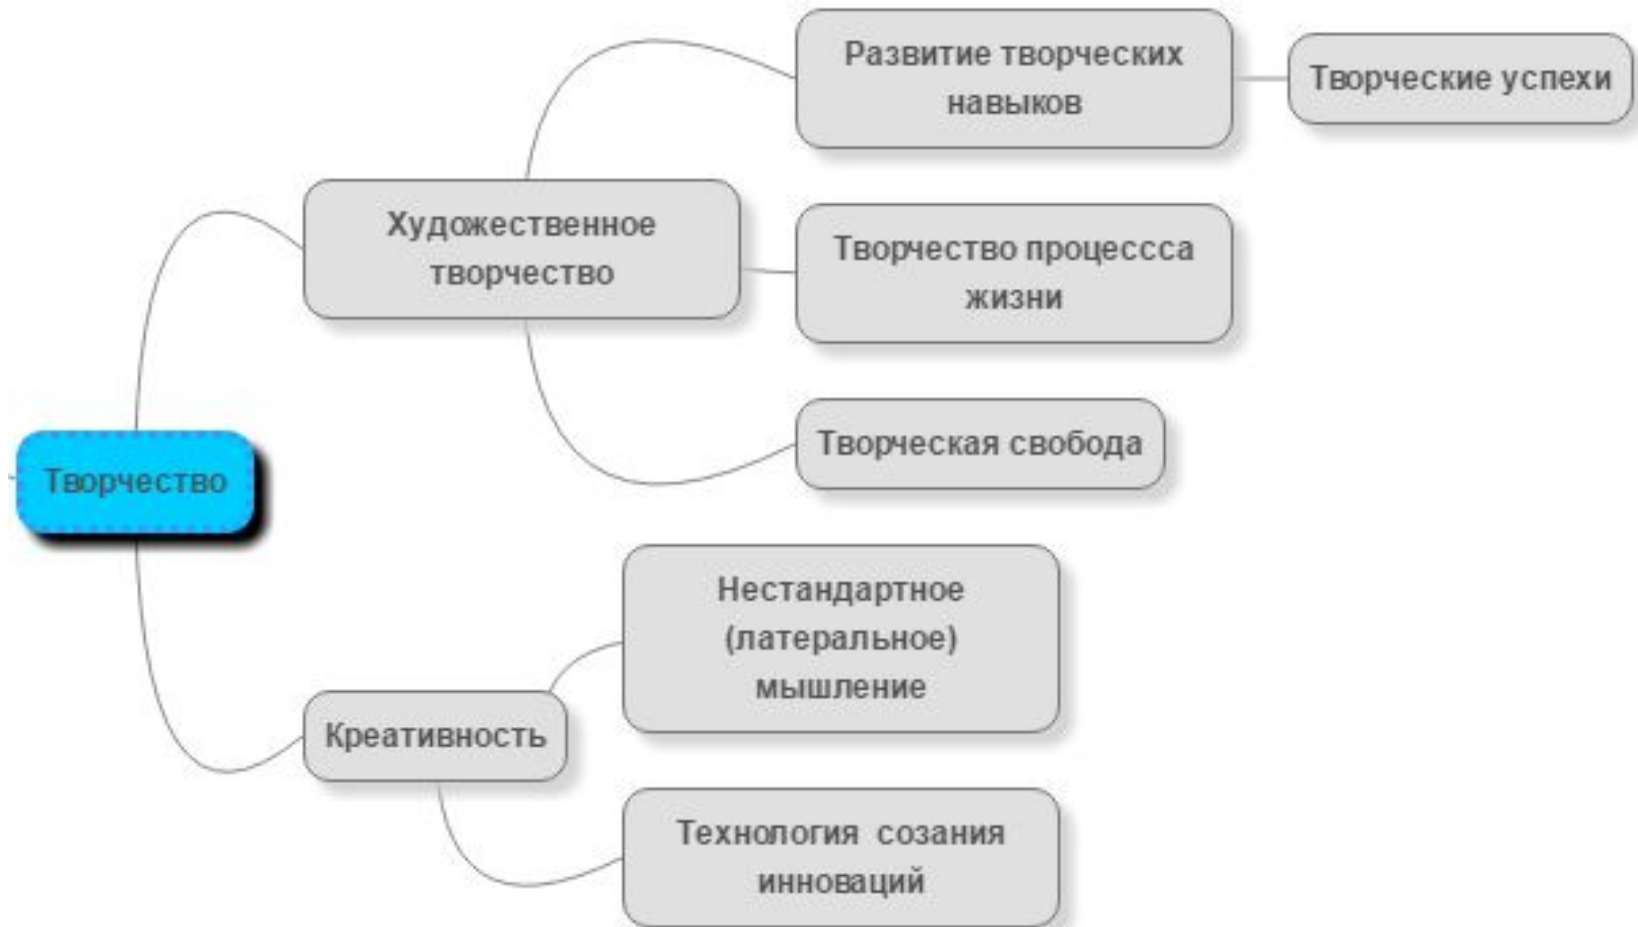 Развитие творческих
навыков
Творческие успехи
Художественное
творчество
Творчество процессса
жизни
Творческая свобода
Творчество
Нестандартное
(латеральное)
мышление
Креативность
Технология созания
инноваций